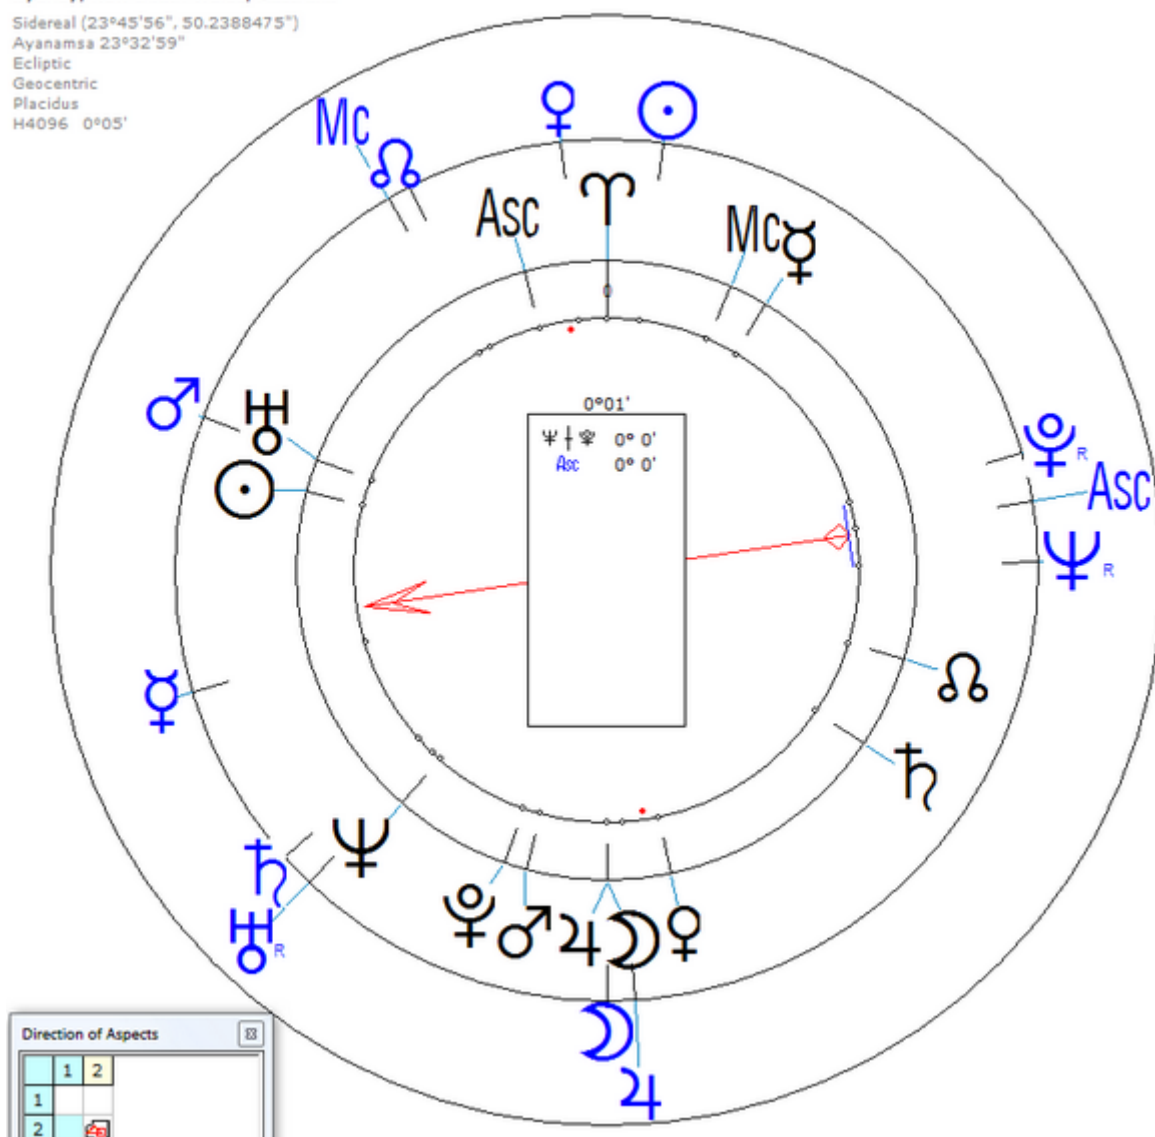 Sidereal (23°45'56", 50.2388475")
Ayanamsa 23°32'59"
Ecliptic
Geocentric
Placidus
H4096 0°05'
Mc ☊ ♀ ☉
Asc ♈ Mc ☿
0
♂ ♅
☉
0°01'
♆ ♇ 0° 0'
Asc 0° 0'
♇ R
Asc
♆ R
☊
☿
♄
♄ ♆
♅ R
♇ ♂ ♃ ☽ ♀
☽
♃
Direction of Aspects
1 2
1
2